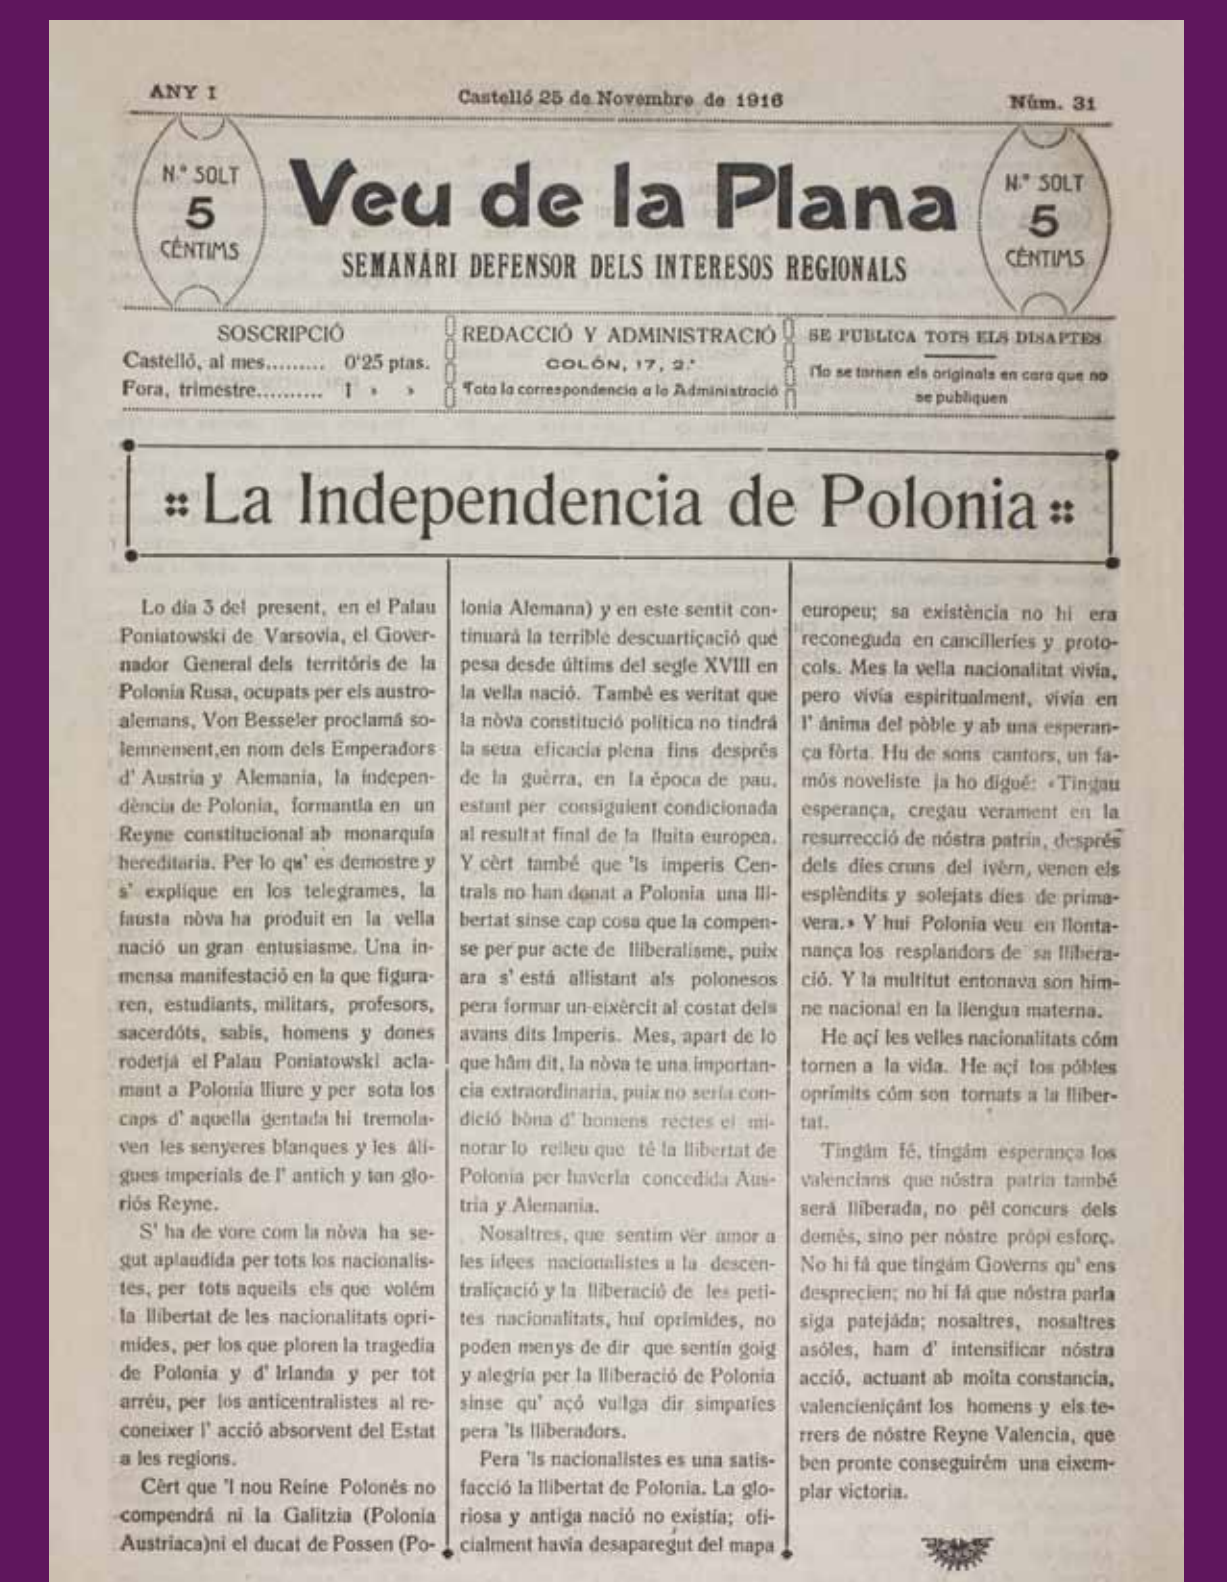 ANY I
Castelló 25 de Novembre de 1916
Núm. 31
N.º SOLT
5
CÉNTIMS
Veu de la Plana
SEMANÁRI DEFENSOR DELS INTERESOS REGIONALS
N.º SOLT
5
CÉNTIMS
SOSCRIPCIÓ
Castelló, al mes......... 0'25 ptas.
Fora, trimestre.......... 1 » »
REDACCIÓ Y ADMINISTRACIÓ
COLÓN, 17, 2.º
Tota la correspondencia a la Administració
SE PUBLICA TOTS ELS DISAPTES
No se tornen els originals en cara que no
se publiquen
La Independencia de Polonia
Lo día 3 del present, en el Palau
Poniatowski de Varsovia, el Gover-
nador General dels territóris de la
Polonia Rusa, ocupats per els austro-
alemans, Von Besseler proclamá so-
lemnement,en nom dels Emperadors
d' Austria y Alemania, la indepen-
dència de Polonia, formantla en un
Reyne constitucional ab monarquía
hereditaria. Per lo qu' es demostre y
s' explique en los telegrames, la
fausta nòva ha produit en la vella
nació un gran entusiasme. Una in-
mensa manifestació en la que figura-
ren, estudiants, militars, profesors,
sacerdóts, sabis, homens y dones
rodetjá el Palau Poniatowski acla-
mant a Polonia lliure y per sota los
caps d' aquella gentada hi tremola-
ven les senyeres blanques y les áli-
gues imperials de l' antich y tan glo-
riós Reyne.
S' ha de vore com la nòva ha se-
gut aplaudida per tots los nacionalis-
tes, per tots aquells els que volém
la llibertat de les nacionalitats opri-
mides, per los que ploren la tragedia
de Polonia y d' Irlanda y per tot
arréu, per los anticentralistes al re-
coneixer l' acció absorvent del Estat
a les regions.
Cèrt que 'l nou Reine Polonés no
compendrá ni la Galitzia (Polonia
Austriaca)ni el ducat de Possen (Po-
lonia Alemana) y en este sentit con-
tinuará la terrible descuartiçació que
pesa desde últims del segle XVIII en
la vella nació. També es veritat que
la nòva constitució política no tindrá
la seua eficacia plena fins després
de la guèrra, en la época de pau,
estant per consiguient condicionada
al resultat final de la lluita europea.
Y cèrt també que 'ls imperis Cen-
trals no han donat a Polonia una lli-
bertat sinse cap cosa que la compen-
se per pur acte de lliberalisme, puix
ara s' está allistant als polonesos
pera formar un eixèrcit al costat dels
avans dits Imperis. Mes, apart de lo
que hâm dit, la nòva te una importan-
cia extraordinaria, puix no sería con-
dició bòna d' homens rectes el mi-
norar lo relleu que té la llibertat de
Polonia per haverla concedida Aus-
tria y Alemania.
Nosaltres, que sentim vèr amor a
les idees nacionalistes a la descen-
traliçació y la lliberació de les peti-
tes nacionalitats, huí oprimides, no
poden menys de dir que sentín goig
y alegría per la lliberació de Polonia
sinse qu' açó vullga dir simpaties
pera 'ls lliberadors.
Pera 'ls nacionalistes es una satis-
facció la llibertat de Polonia. La glo-
riosa y antiga nació no existía; ofi-
cialment havia desaparegut del mapa
europeu; sa existència no hi era
reconeguda en cancilleríes y proto-
cols. Mes la vella nacionalitat vivía,
pero vivía espiritualment, vivía en
l' ánima del pòble y ab una esperan-
ça fòrta. Hu de sons cantors, un fa-
mós noveliste ja ho digué: «Tingau
esperança, cregau verament en la
resurrecció de nóstra patria, després
dels dies cruns del ivèrn, venen els
esplèndits y solejats dies de prima-
vera.» Y huí Polonia veu en llonta-
nança los resplandors de sa llibera-
ció. Y la multitut entonava son him-
ne nacional en la llengua materna.
He açí les velles nacionalitats cóm
tornen a la vida. He açí los póbles
oprimits cóm son tornats a la lliber-
tat.
Tingám fé, tingám esperança los
valencians que nóstra patria també
será lliberada, no pêl concurs dels
demês, sino per nóstre própi esforç.
No hi fá que tingám Governs qu' ens
desprecien; no hi fá que nóstra parla
siga patejáda; nosaltres, nosaltres
asóles, ham d' intensificar nóstra
acció, actuant ab moita constancia,
valencieniçánt los homens y els te-
rrers de nóstre Reyne Valencia, que
ben pronte conseguirém una eixem-
plar victoria.